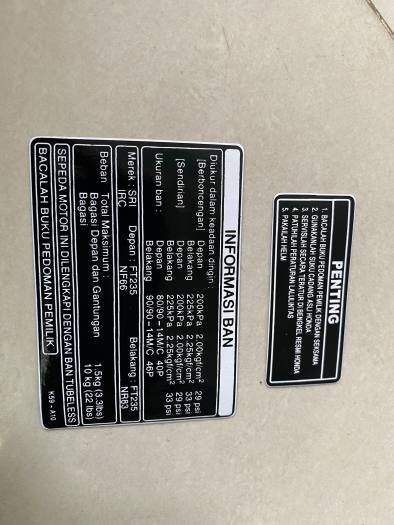 PENTING
1. BACALAH BUKU PEDOMAN PEMILIK DENGAN SEKSAMA
2. GUNAKANLAH SUKU CADANG ASLI HONDA
3. SERVISLAH SECARA TERATUR DI BENGKEL RESMI HONDA
4. PATUHILAH PERATURAN LALULINTAS
5. PAKAILAH HELM
INFORMASI BAN
Diukur dalam keadaan dingin :
[Berboncengan] Depan 200kPa 2.00kgf/cm² 29 psi
Belakang 225kPa 2.25kgf/cm² 33 psi
[Sendirian] Depan 200kPa 2.00kgf/cm² 29 psi
Belakang 225kPa 2.25kgf/cm² 33 psi
Ukuran ban : Depan 80/90-14M/C 40P
Belakang 90/90-14M/C 46P
Merek : SRI Depan : FT235 Belakang : FT235
IRC NF66 NR83
Beban Total Maksimum :
Bagasi Depan dan Gantungan 1.5kg (3.3lbs)
Bagasi 10 kg (22 lbs)
SEPEDA MOTOR INI DILENGKAPI DENGAN BAN TUBELESS
BACALAH BUKU PEDOMAN PEMILIK K59-A10